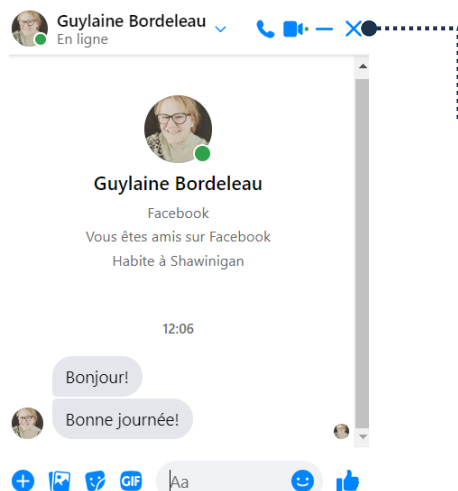 Guylaine Bordeleau
En ligne
Guylaine Bordeleau
Facebook
Vous êtes amis sur Facebook
Habite à Shawinigan
12:06
Bonjour!
Bonne journée!
GIF
Aa